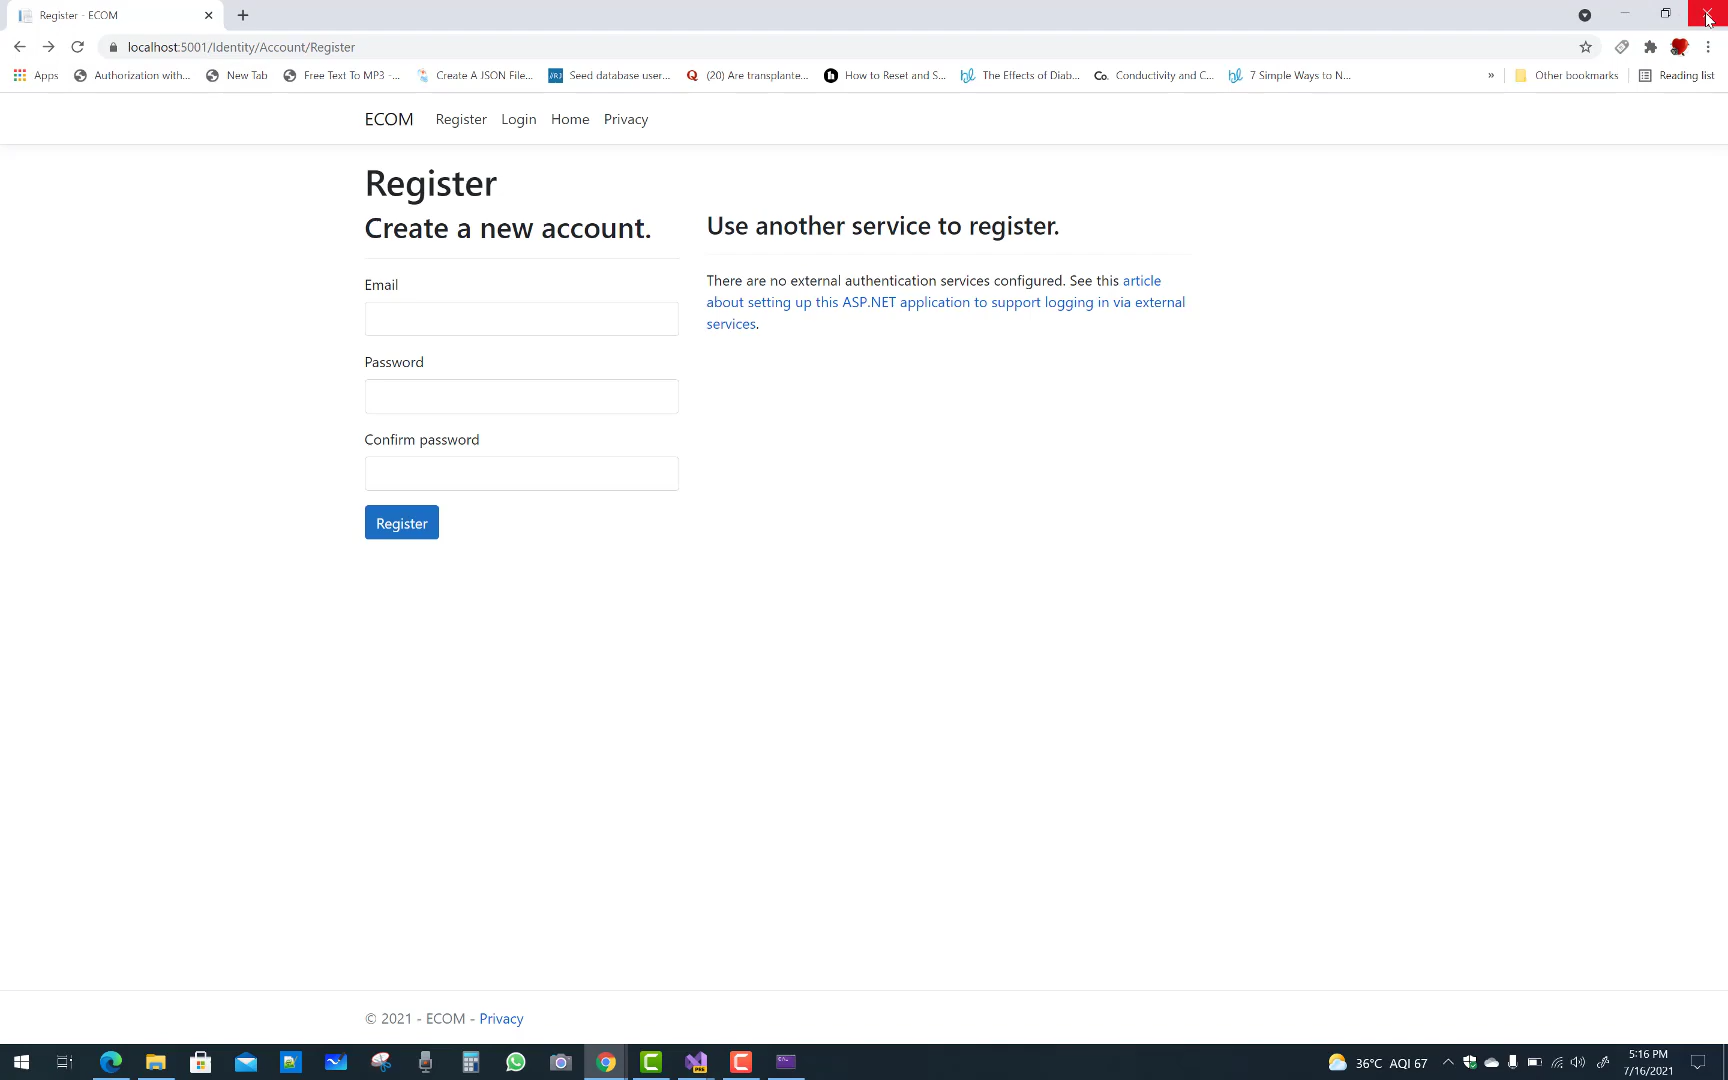 Register - ECOM
localhost:5001/Identity/Account/Register
Apps
Authorization with...
New Tab
Free Text To MP3 -...
Create A JSON File...
Seed database user...
(20) Are transplante...
How to Reset and S...
The Effects of Diab...
Conductivity and C...
7 Simple Ways to N...
»
Other bookmarks
Reading list
ECOM Register Login Home Privacy
Register
Create a new account.
Email
Password
Confirm password
Register
Use another service to register.
There are no external authentication services configured. See this article
about setting up this ASP.NET application to support logging in via external
services.
© 2021 - ECOM - Privacy
36°C AQI 67
5:16 PM
7/16/2021